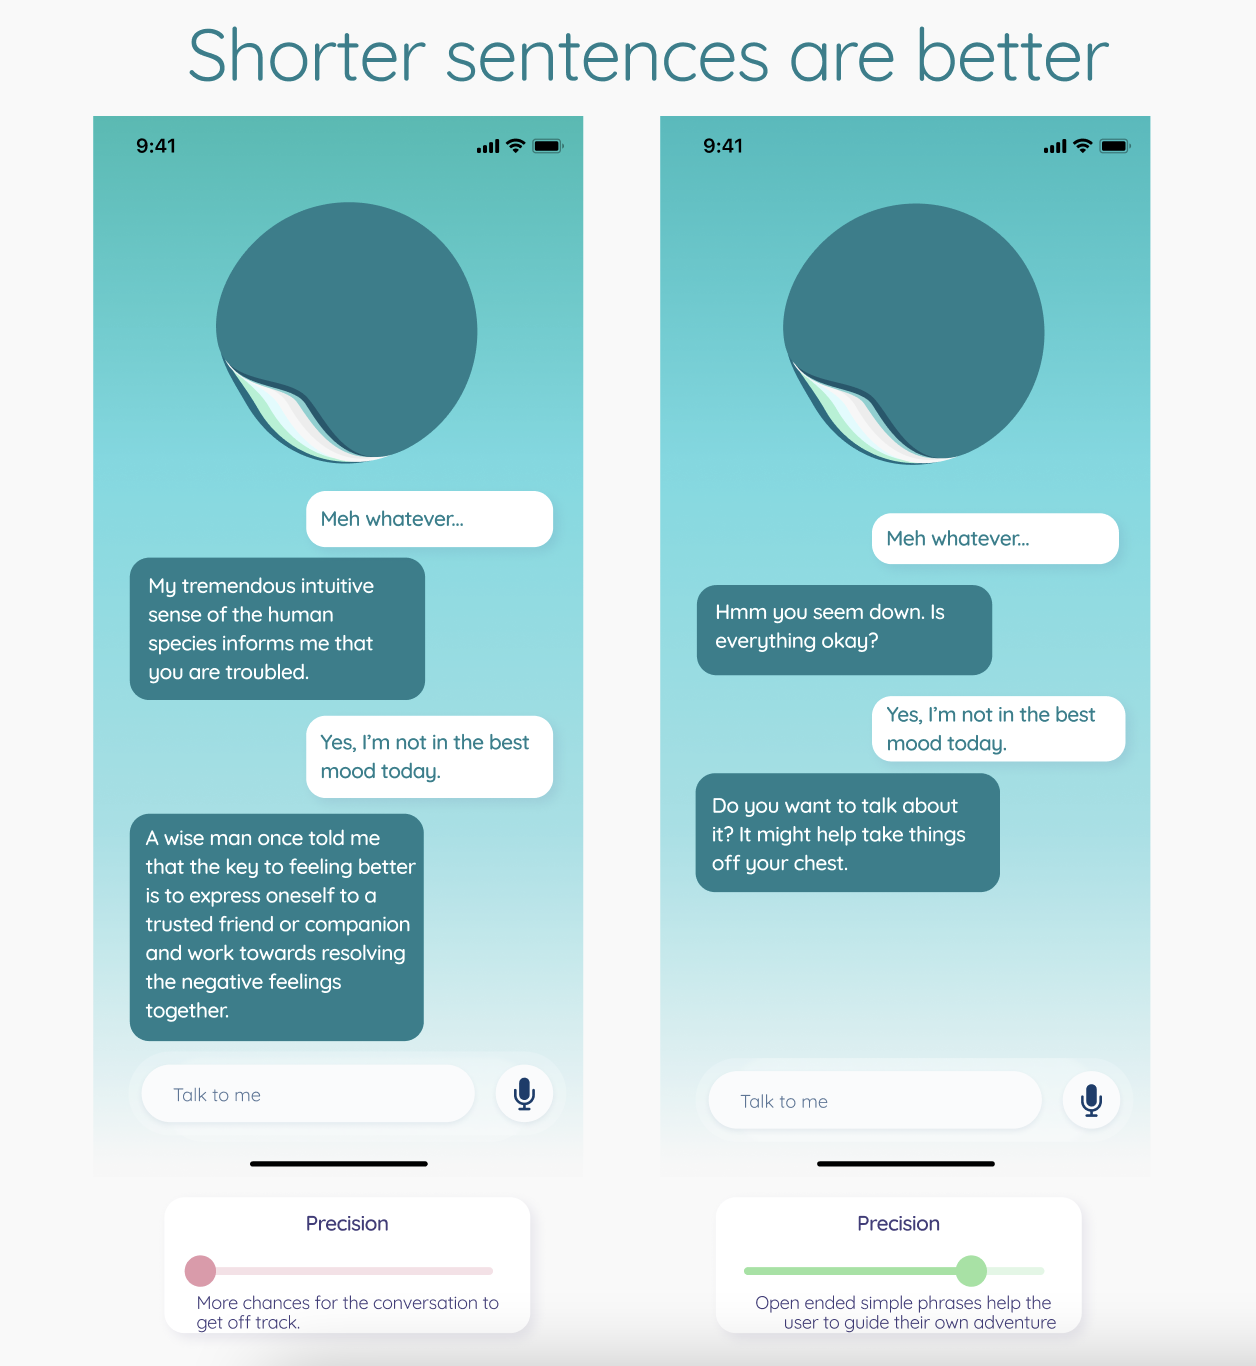 Shorter sentences are better
9:41
Meh whatever...
My tremendous intuitive
sense of the human
species informs me that
you are troubled.
Yes, I'm not in the best
mood today.
A wise man once told me
that the key to feeling better
is to express oneself to a
trusted friend or companion
and work towards resolving
the negative feelings
together.
Talk to me
Precision
More chances for the conversation to
get off track.
9:41
Meh whatever...
Hmm you seem down. Is
everything okay?
Yes, I'm not in the best
mood today.
Do you want to talk about
it? It might help take things
off your chest.
Talk to me
Precision
Open ended simple phrases help the
user to guide their own adventure